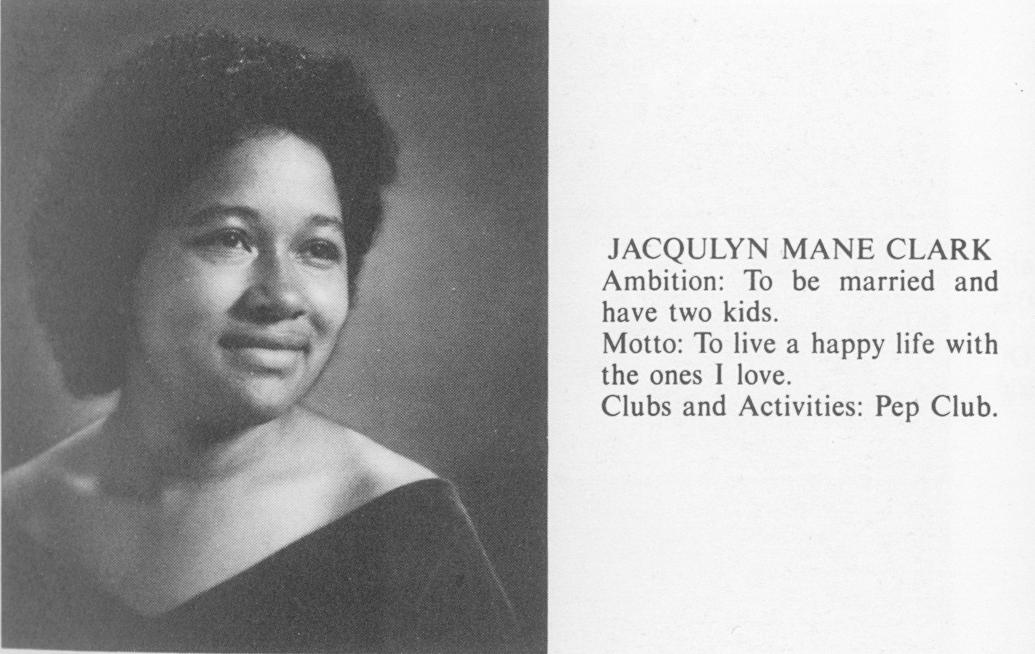 JACQULYN MANE CLARK
Ambition: To be married and
have two kids.
Motto: To live a happy life with
the ones I love.
Clubs and Activities: Pep Club.